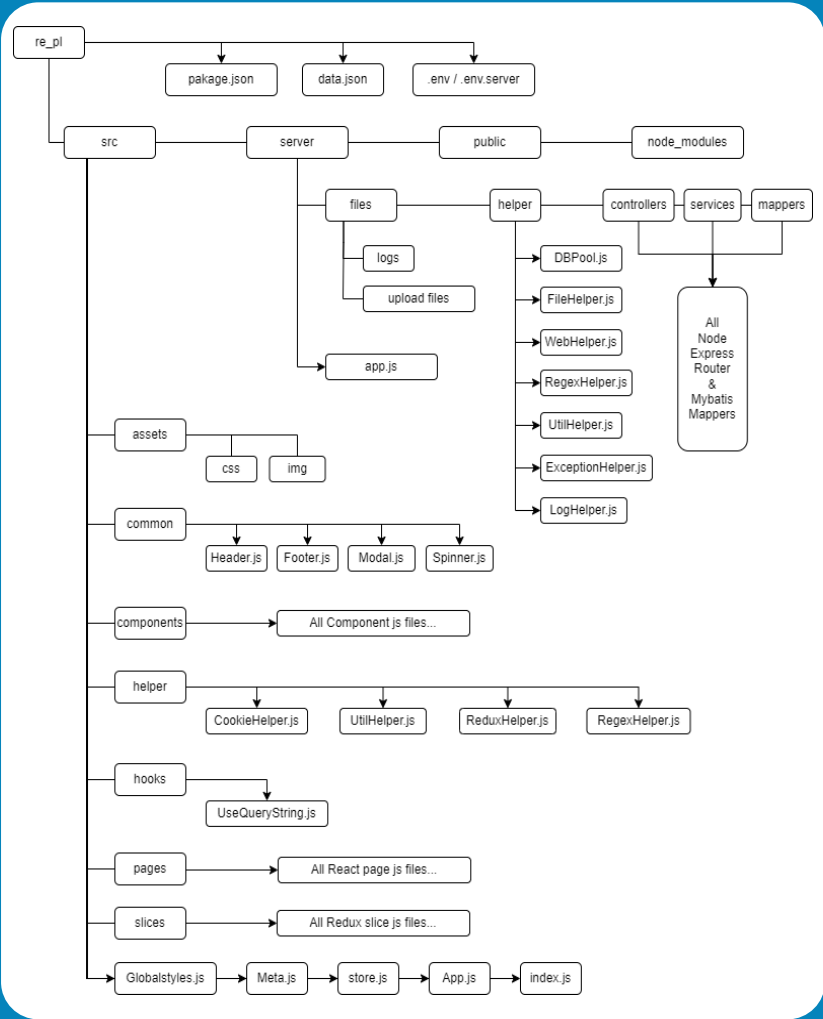 re_pl
pakage.json
data.json
.env / .env.server
src
server
public
node_modules
files
helper
controllers
services
mappers
logs
upload files
app.js
DBPool.js
FileHelper.js
WebHelper.js
RegexHelper.js
UtilHelper.js
ExceptionHelper.js
LogHelper.js
All
Node
Express
Router
&
Mybatis
Mappers
assets
css
img
common
Header.js
Footer.js
Modal.js
Spinner.js
components
All Component js files...
helper
CookieHelper.js
UtilHelper.js
ReduxHelper.js
RegexHelper.js
hooks
UseQueryString.js
pages
All React page js files...
slices
All Redux slice js files...
Globalstyles.js
Meta.js
store.js
App.js
index.js